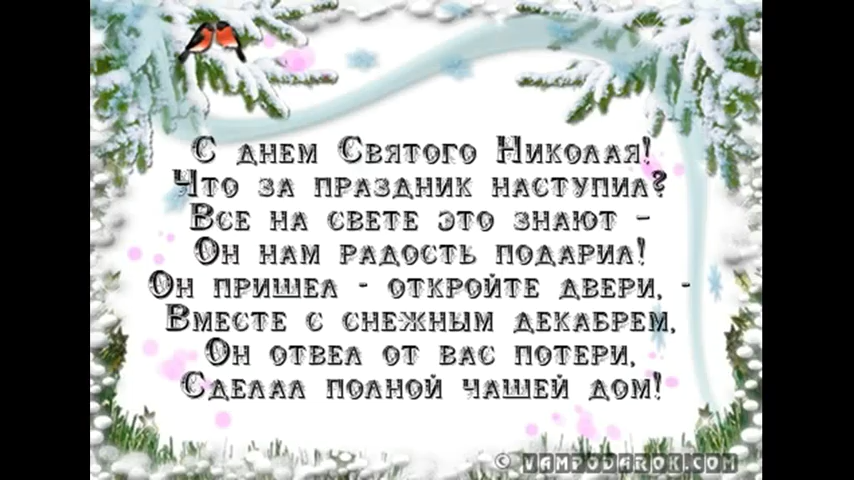 С днем Святого Николая!
Что за праздник наступил?
Все на свете это знают -
Он нам радость подарил!
Он пришел - откройте двери, -
Вместе с снежным декабрем,
Он отвел от вас потери,
Сделал полной чашей дом!
© VAMPODAROK.COM